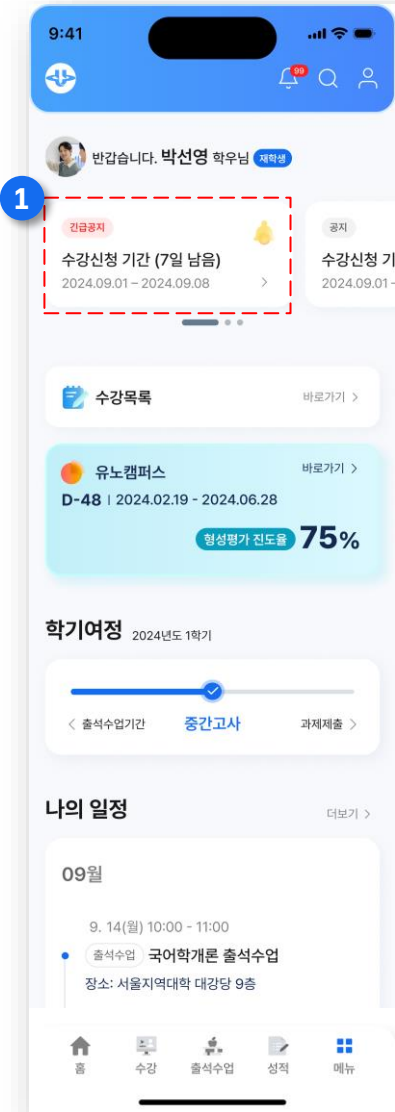 9:41
99
반갑습니다. 박선영 학우님 재학생
1
긴급공지
수강신청 기간 (7일 남음)
2024.09.01 – 2024.09.08
공지
수강신청 기
2024.09.01 –
수강목록
바로가기
유노캠퍼스
바로가기
D-48 | 2024.02.19 - 2024.06.28
형성평가 진도율 75%
학기여정 2024년도 1학기
출석수업기간 중간고사 과제제출
나의 일정
더보기
09월
9. 14(월) 10:00 - 11:00
출석수업 국어학개론 출석수업
장소: 서울지역대학 대강당 9층
홈 수강 출석수업 성적 메뉴